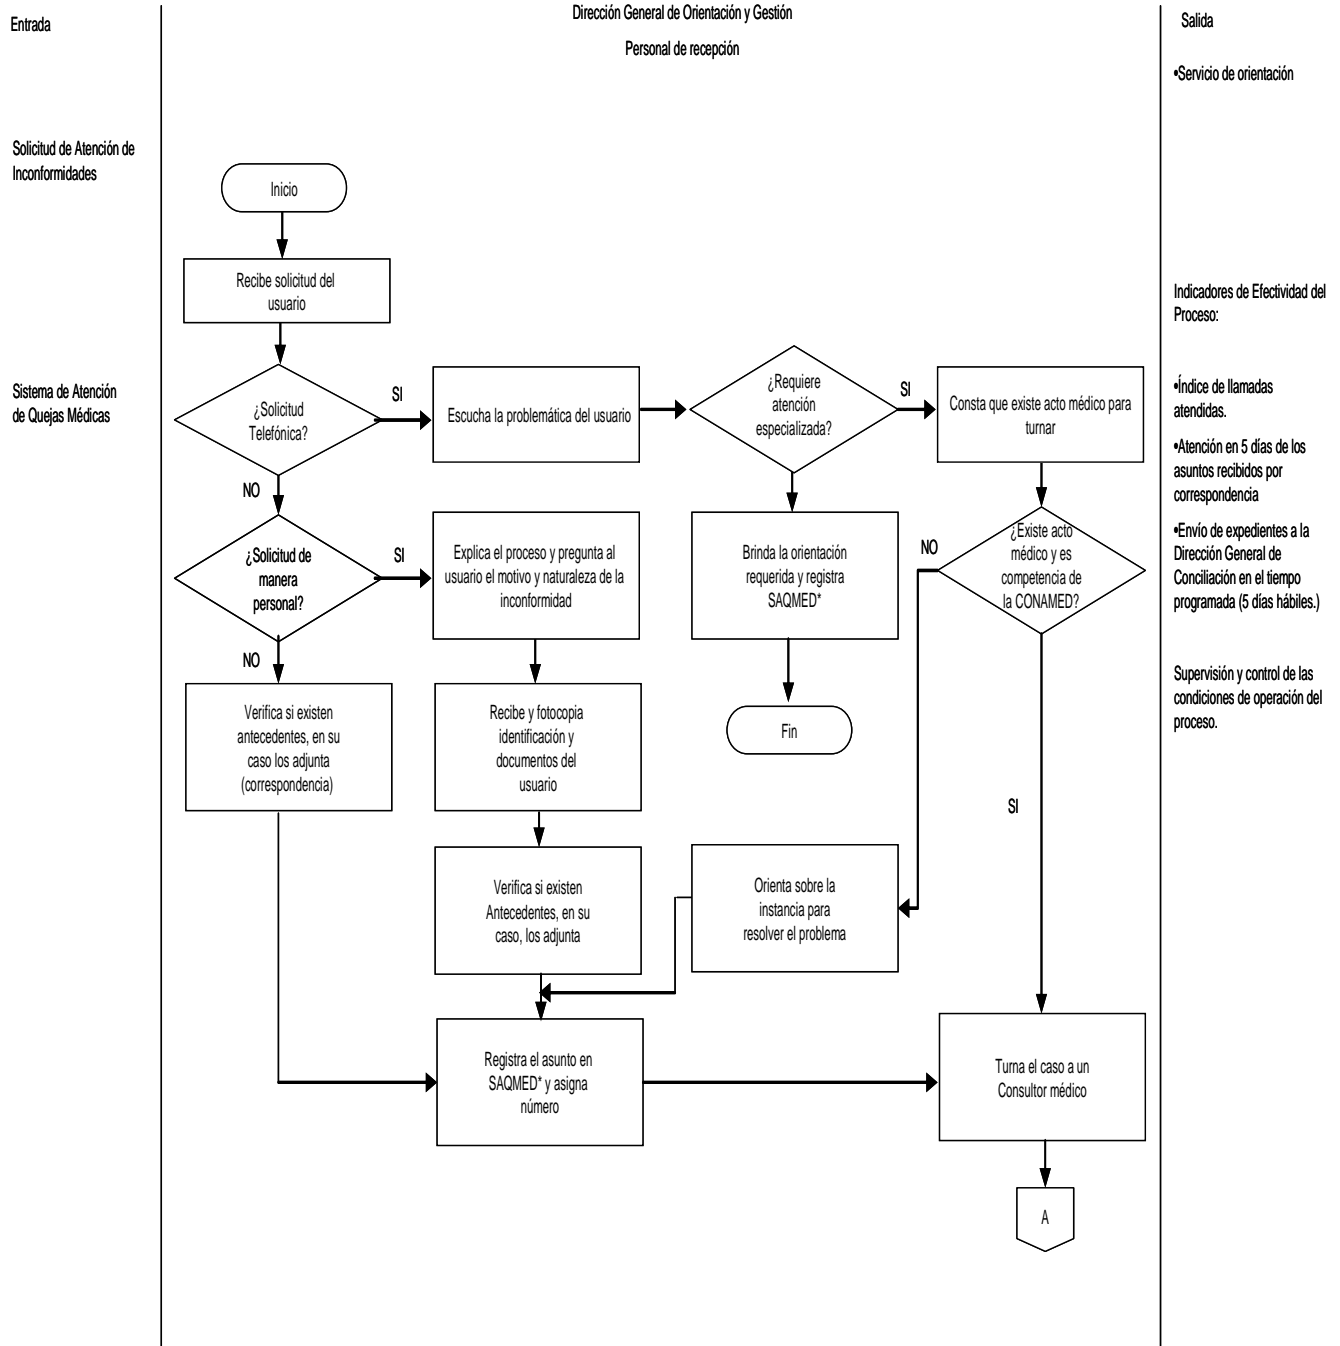 Entrada
Dirección General de Orientación y Gestión
Personal de recepción
Salida
•Servicio de orientación
Solicitud de Atención de
Inconformidades
Inicio
Recibe solicitud del
usuario
Indicadores de Efectividad del
Proceso:
Sistema de Atención
de Quejas Médicas
¿Solicitud
Telefónica?
SI
Escucha la problemática del usuario
¿Requiere
atención
especializada?
SI
Consta que existe acto médico para
turnar
•Índice de llamadas
atendidas.
•Atención en 5 días de los
asuntos recibidos por
correspondencia
•Envío de expedientes a la
Dirección General de
Conciliación en el tiempo
programada (5 días hábiles.)
NO
¿Solicitud de
manera
personal?
SI
Explica el proceso y pregunta al
usuario el motivo y naturaleza de la
inconformidad
Brinda la orientación
requerida y registra
SAQMED*
NO
¿Existe acto
médico y es
competencia de
la CONAMED?
NO
Verifica si existen
antecedentes, en su
caso los adjunta
(correspondencia)
Recibe y fotocopia
identificación y
documentos del
usuario
Fin
Supervisión y control de las
condiciones de operación del
proceso.
SI
Verifica si existen
Antecedentes, en su
caso, los adjunta
Orienta sobre la
instancia para
resolver el problema
Registra el asunto en
SAQMED* y asigna
número
Turna el caso a un
Consultor médico
A